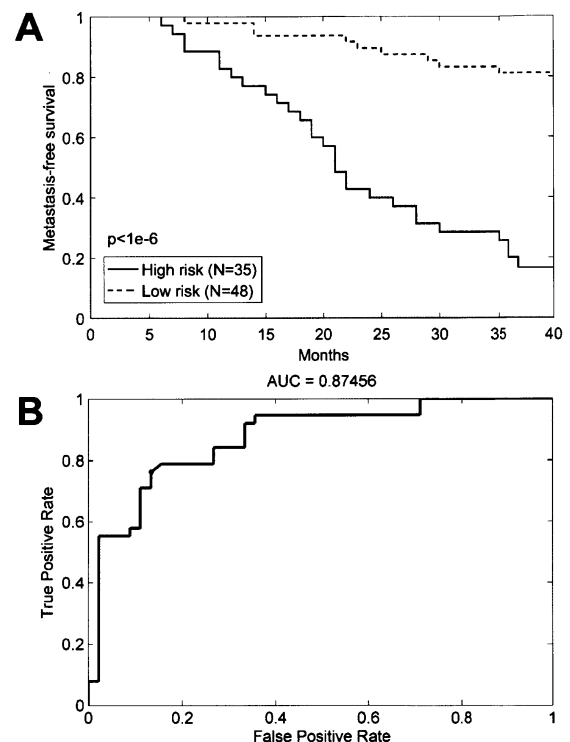 A
1
0.8
0.6
0.4
0.2
0
Metastasis-free survival
p<1e-6
High risk (N=35)
Low risk (N=48)
0 5 10 15 20 25 30 35 40
Months
B
AUC = 0.87456
1
0.8
0.6
0.4
0.2
0
True Positive Rate
0 0.2 0.4 0.6 0.8 1
False Positive Rate